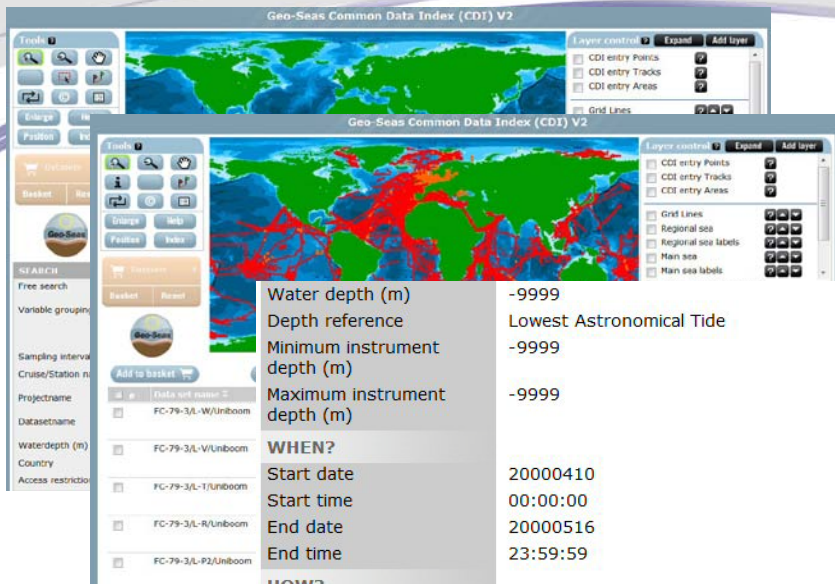 Geo-Seas Common Data Index (CDI) V2
Tools ?
Layer control ? Expand Add layer
CDI entry Points ?
CDI entry Tracks ?
CDI entry Areas ?
Grid Lines ?
Enlarge
Position
Basket
Geo-Seas
SEARCH
Free search
Variable grouping
Sampling interva
Cruise/Station n
Projectname
Datasetname
Waterdepth (m)
Country
Access restriction
Geo-Seas Common Data Index (CDI) V2
Tools ?
Enlarge Help
Position Index
Basket Reset
Geo-Seas
Layer control ? Expand Add layer
CDI entry Points ?
CDI entry Tracks ?
CDI entry Areas ?
Grid Lines ?
Regional sea ?
Regional sea labels ?
Main sea ?
Main sea labels ?
Add to basket
Data set name
FC-79-3/L-W/Uniboom
FC-79-3/L-V/Uniboom
FC-79-3/L-T/Uniboom
FC-79-3/L-R/Uniboom
FC-79-3/L-P2/Uniboom
Water depth (m) -9999
Depth reference Lowest Astronomical Tide
Minimum instrument
depth (m) -9999
Maximum instrument
depth (m) -9999
WHEN?
Start date 20000410
Start time 00:00:00
End date 20000516
End time 23:59:59
HOW?